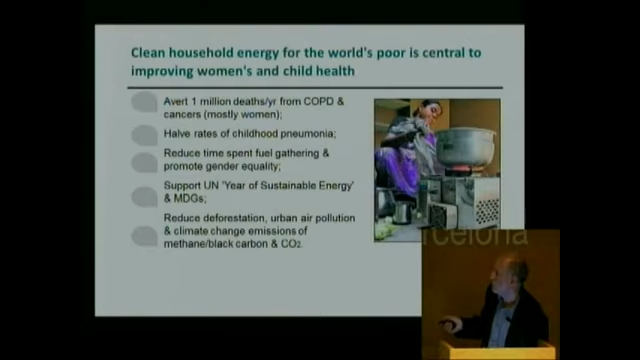 Clean household energy for the world's poor is central to
improving women's and child health
Avert 1 million deaths/yr from COPD &
cancers (mostly women);
Halve rates of childhood pneumonia;
Reduce time spent fuel gathering &
promote gender equality;
Support UN 'Year of Sustainable Energy'
& MDGs;
Reduce deforestation, urban air pollution
& climate change emissions of
methane/black carbon & CO2.
rcelona